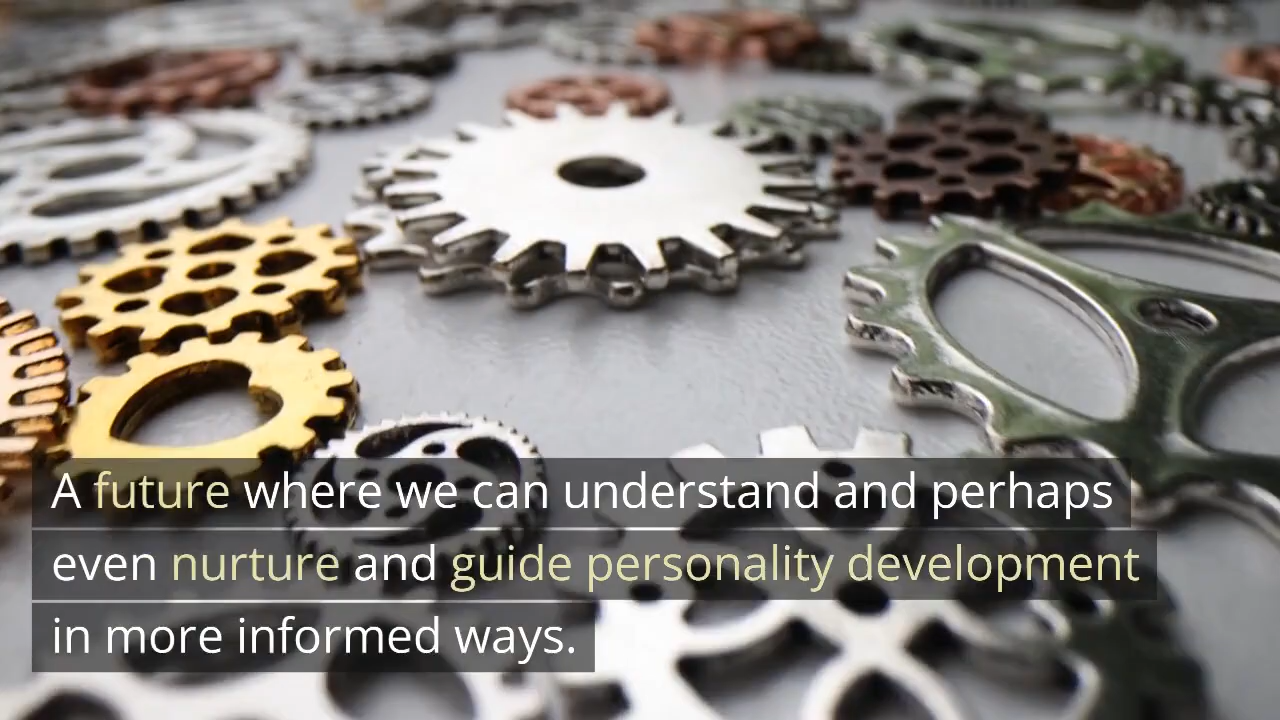 A future where we can understand and perhaps
even nurture and guide personality development
in more informed ways.